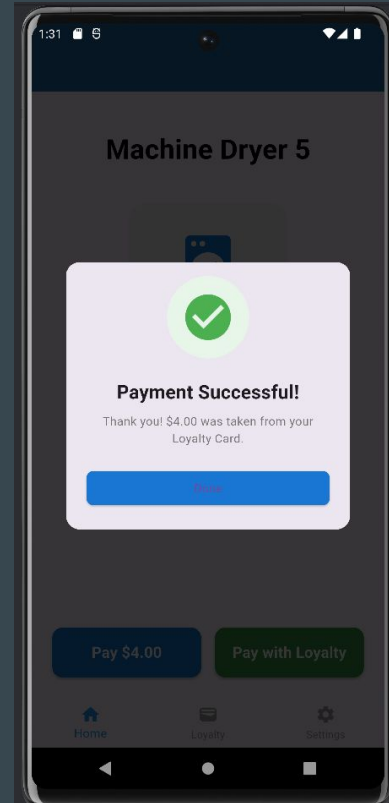 1:31
Machine Dryer 5
Payment Successful!
Thank you! $4.00 was taken from your
Loyalty Card.
Done
Pay $4.00
Pay with Loyalty
Home
Loyalty
Settings